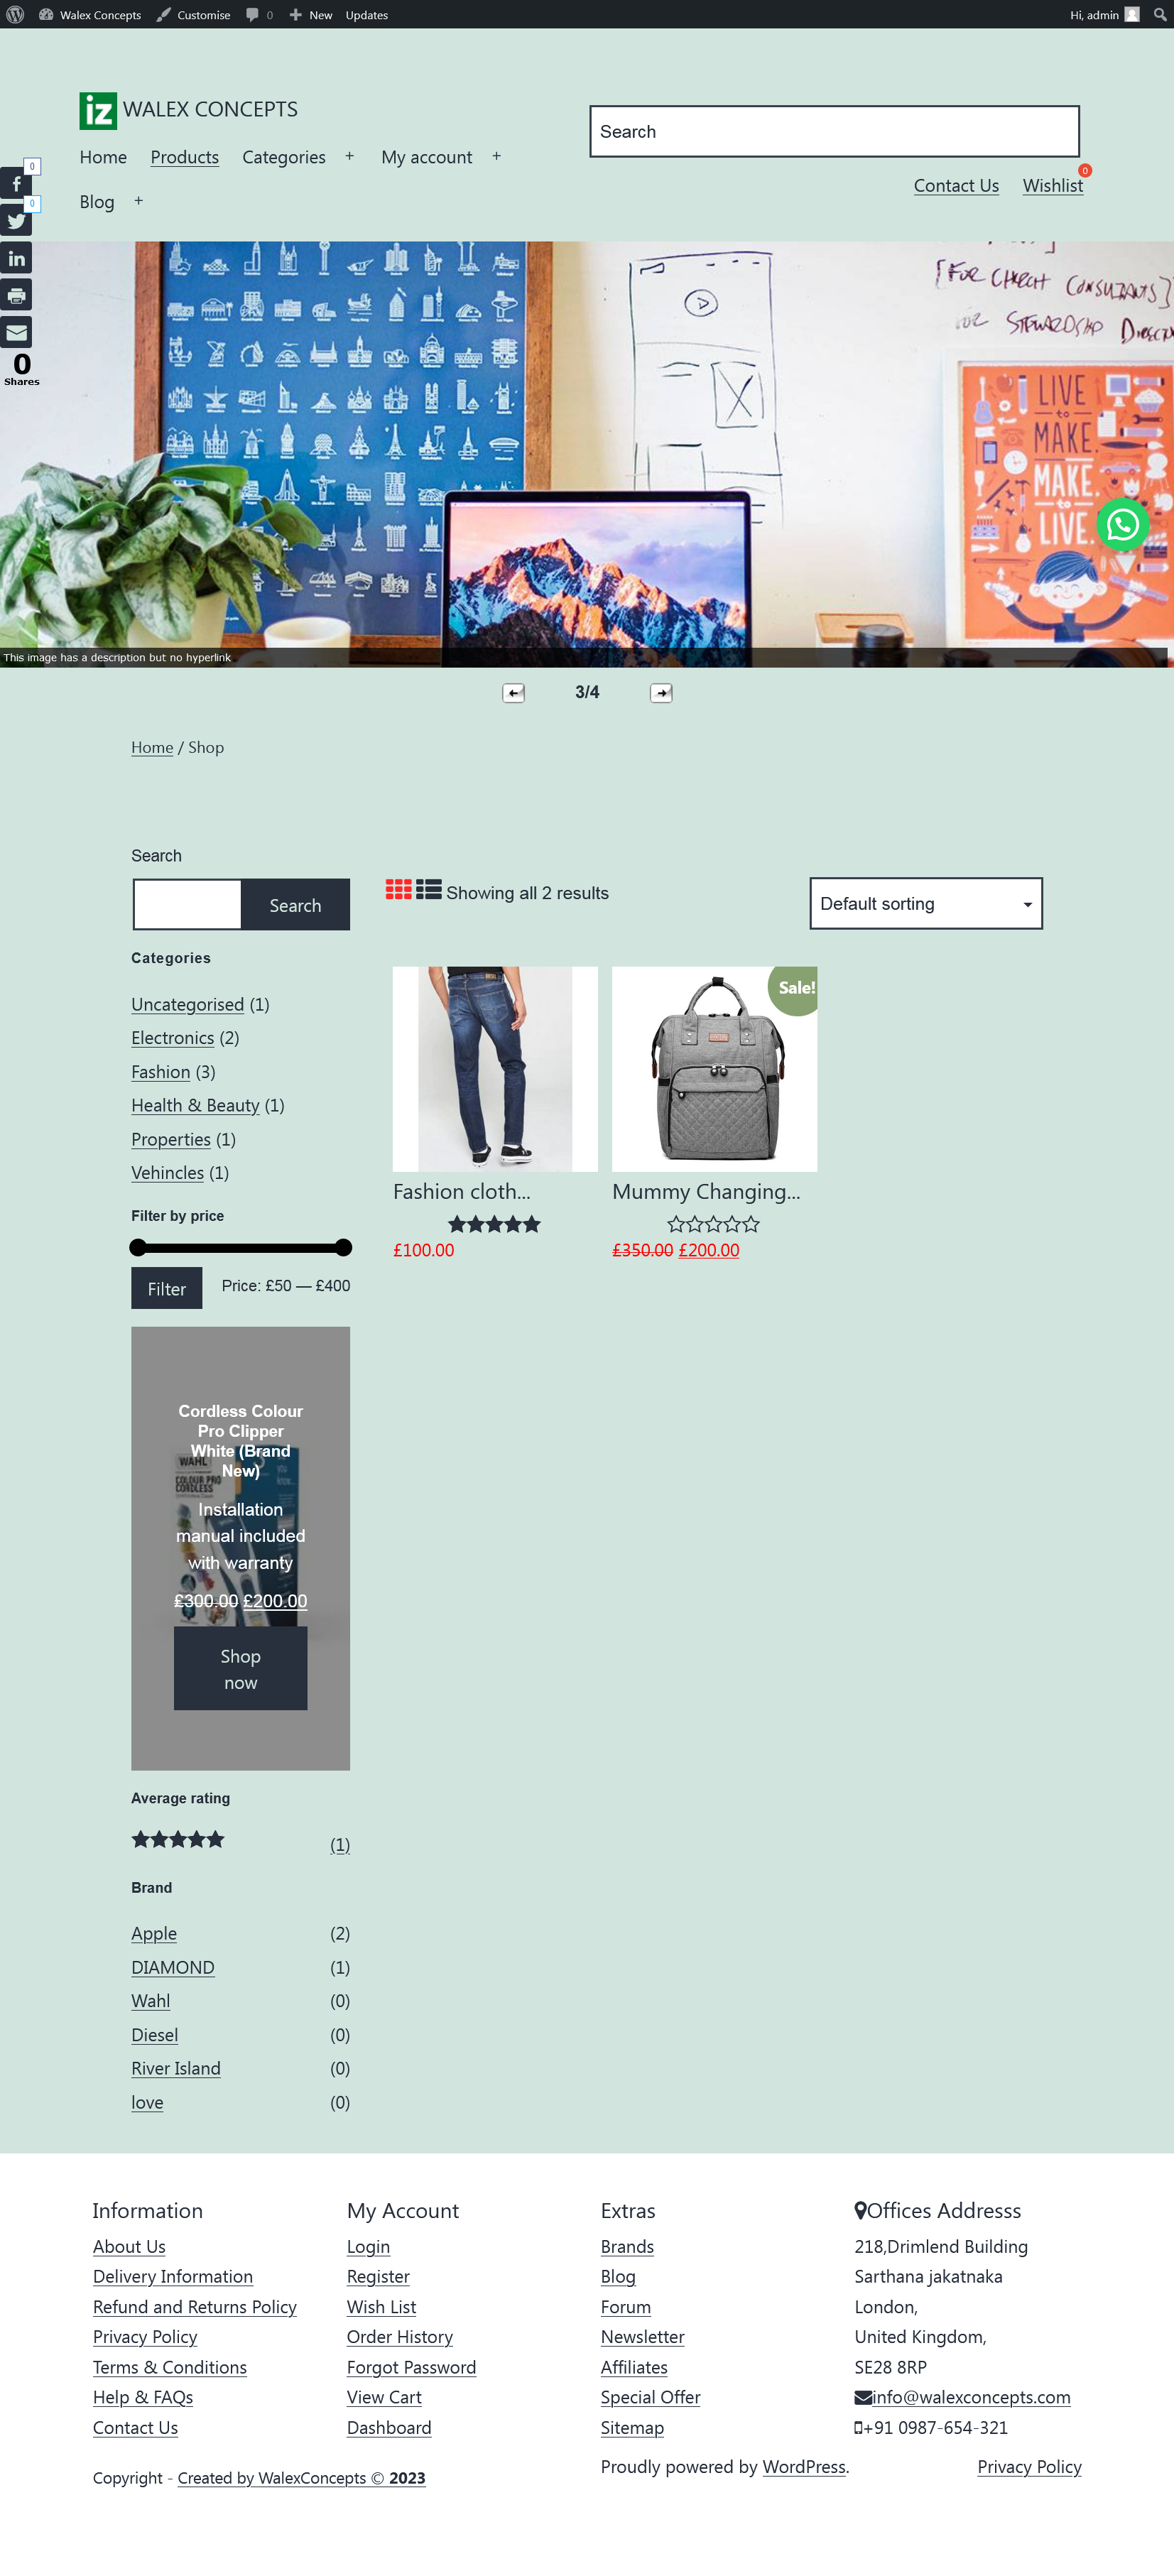 Walex Concepts Customise 0 New Updates Hi, admin
iz WALEX CONCEPTS
Search
Home Products Categories + My account +
0
Contact Us Wishlist
Blog +
0
0
0
Shares
[FOR CHURCH CONSULTANTS]
STEWARDSHIP
LIVE
to
MAKE.
MAKE
to
LIVE.
This image has a description but no hyperlink
3/4
Home / Shop
Search
Search
Showing all 2 results
Default sorting
Categories
Uncategorised (1)
Electronics (2)
Fashion (3)
Health & Beauty (1)
Properties (1)
Vehincles (1)
Filter by price
Filter
Price: £50 — £400
Sale!
Fashion cloth...
£100.00
Mummy Changing...
£350.00 £200.00
WAHL
COLOUR PRO
CORDLESS
Cordless Colour
Pro Clipper
White (Brand
New)
Installation
manual included
with warranty
£300.00 £200.00
Shop
now
Average rating
(1)
Brand
Apple (2)
DIAMOND (1)
Wahl (0)
Diesel (0)
River Island (0)
love (0)
Information
About Us
Delivery Information
Refund and Returns Policy
Privacy Policy
Terms & Conditions
Help & FAQs
Contact Us
My Account
Login
Register
Wish List
Order History
Forgot Password
View Cart
Dashboard
Extras
Brands
Blog
Forum
Newsletter
Affiliates
Special Offer
Sitemap
Offices Addresss
218,Drimlend Building
Sarthana jakatnaka
London,
United Kingdom,
SE28 8RP
info@walexconcepts.com
+91 0987-654-321
Copyright - Created by WalexConcepts © 2023
Proudly powered by WordPress.
Privacy Policy